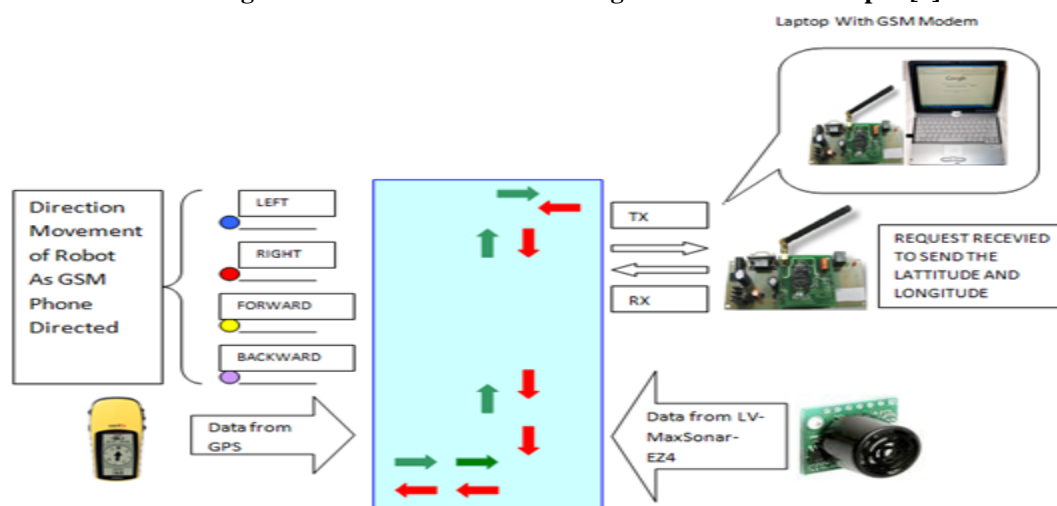 Laptop With GSM Modem
Direction
Movement
of Robot
As GSM
Phone
Directed
LEFT
RIGHT
FORWARD
BACKWARD
TX
RX
REQUEST RECEVIED
TO SEND THE
LATTITUDE AND
LONGITUDE
Data from
GPS
Data from LV-
MaxSonar-
EZ4